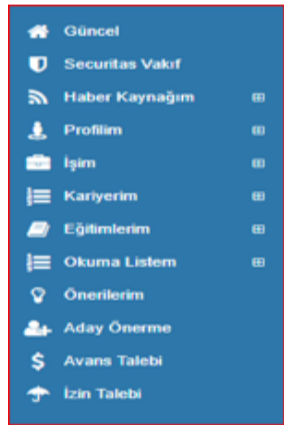 Güncel
Securitas Vakıf
Haber Kaynağım
Profilim
İşim
Kariyerim
Eğitimlerim
Okuma Listem
Önerilerim
Aday Önerme
Avans Talebi
İzin Talebi